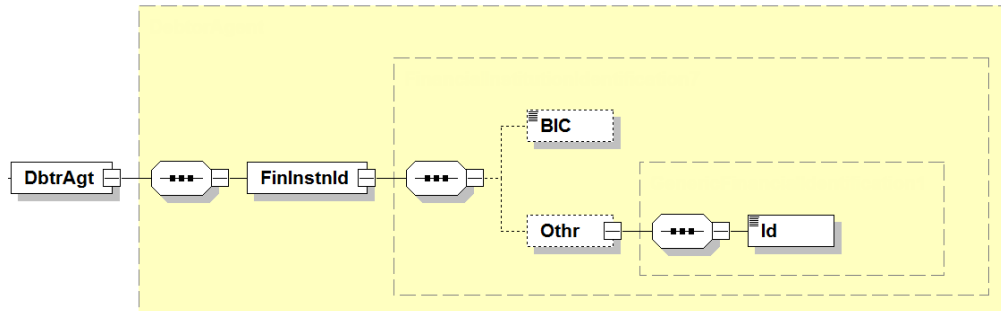 BIC
DbtrAgt
FinInstnId
Othr
Id